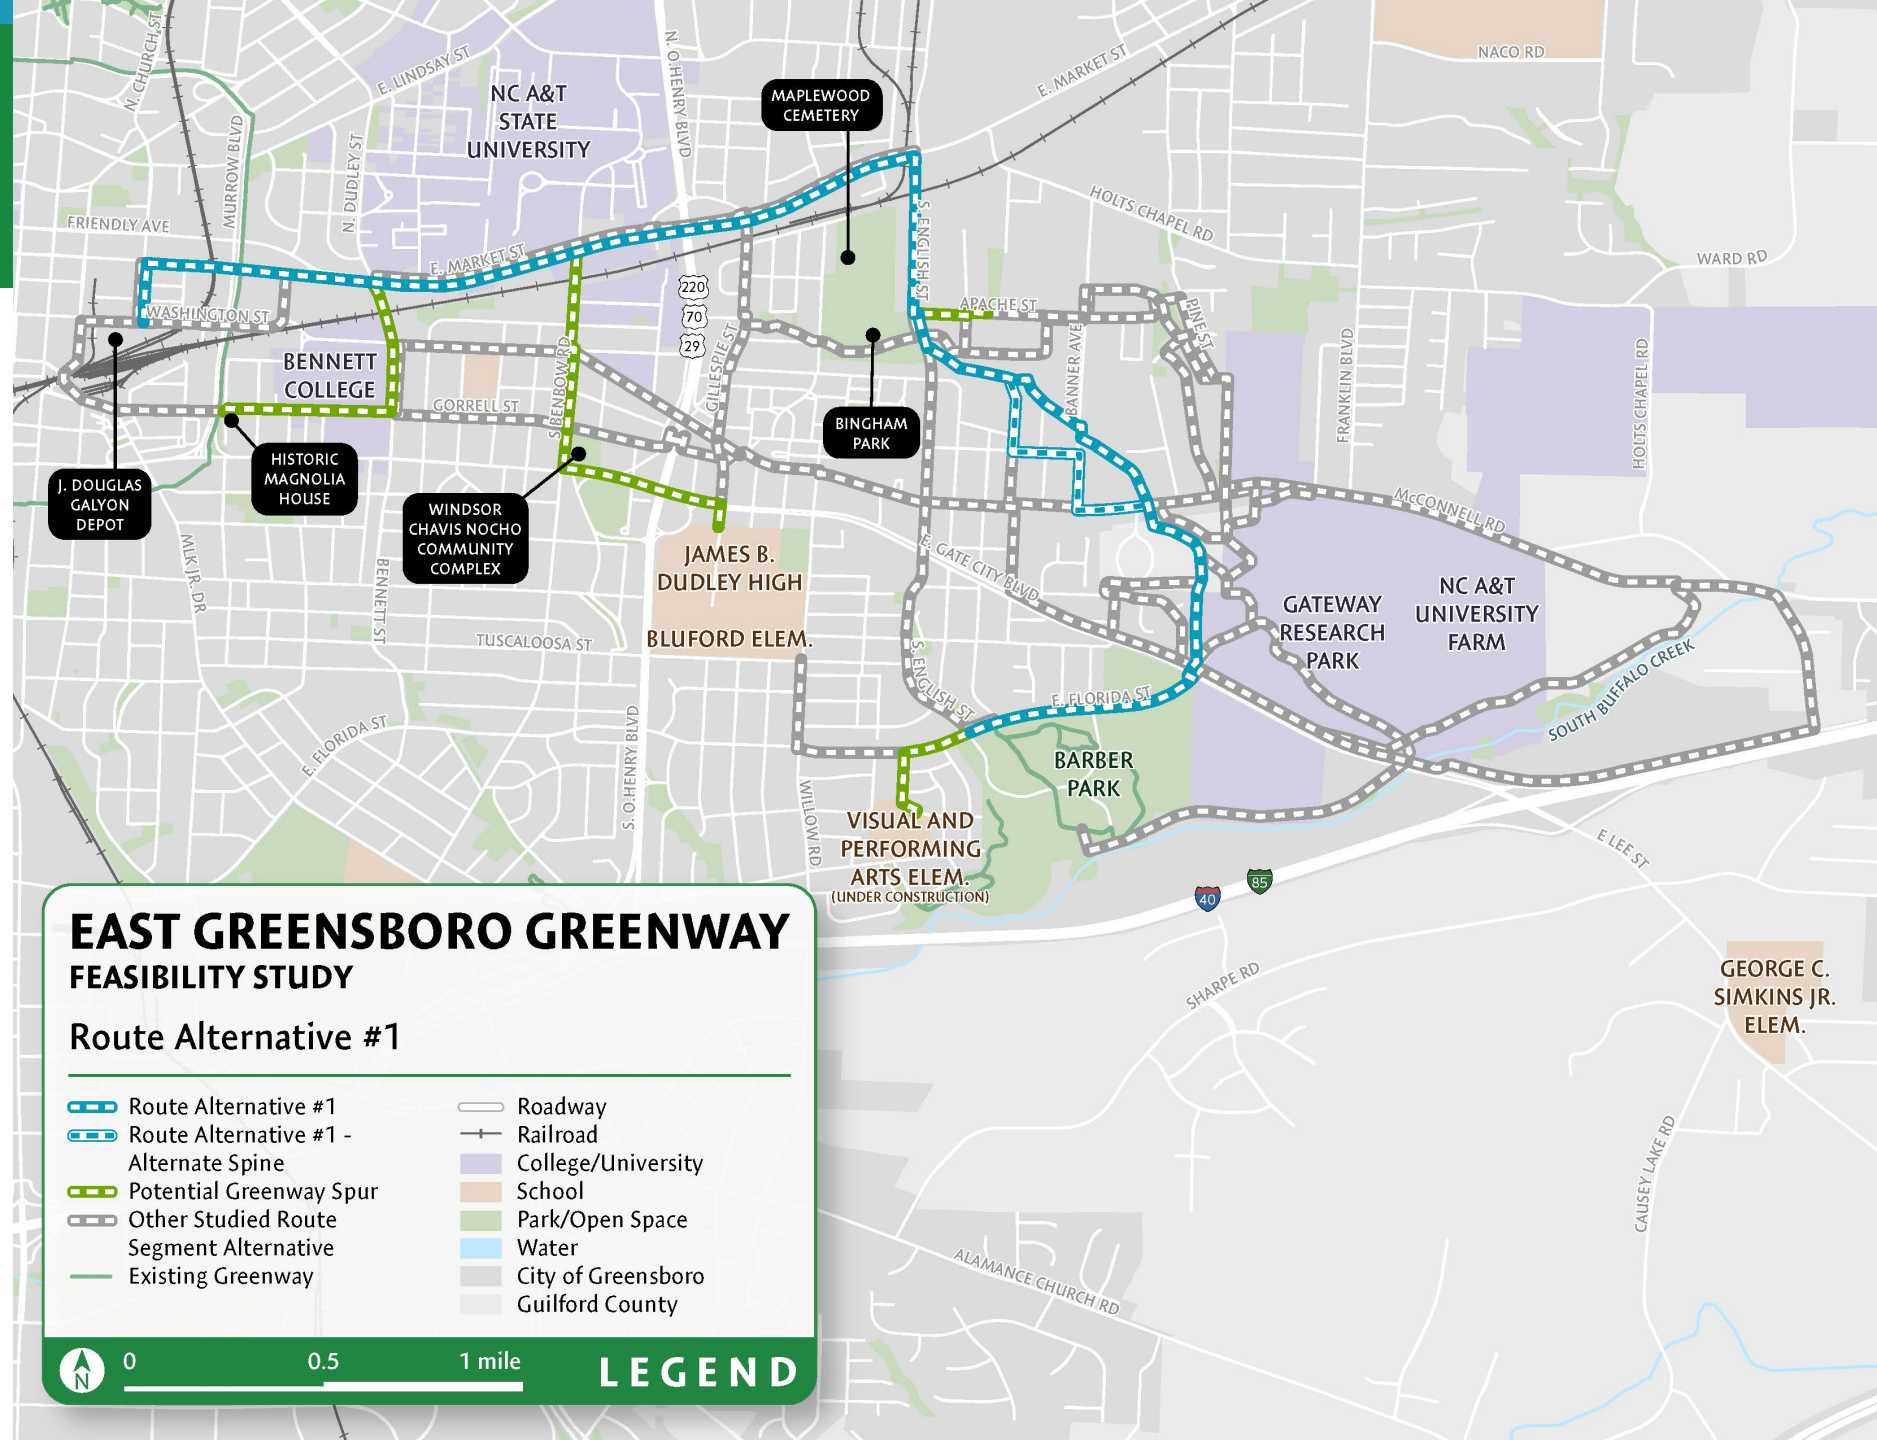 NACO RD
N. CHURCH ST
E. LINDSAY ST
N. O.HENRY BLVD
E. MARKET ST
NC A&T
STATE
UNIVERSITY
MAPLEWOOD
CEMETERY
MURROW BLVD
N. DUDLEY ST
FRIENDLY AVE
HOLTS CHAPEL RD
S. ENGLISH ST
E. MARKET ST
WARD RD
220
70
29
WASHINGTON ST
APACHE ST
PINE ST
BENNETT
COLLEGE
GILLESPIE ST
BANNER AVE
FRANKLIN BLVD
HOLTS CHAPEL RD
S BENBOW RD
GORRELL ST
BINGHAM
PARK
HISTORIC
MAGNOLIA
HOUSE
J. DOUGLAS
GALYON
DEPOT
WINDSOR
CHAVIS NOCHO
COMMUNITY
COMPLEX
McCONNELL RD
MLK JR. DR
BENNETT ST
JAMES B.
DUDLEY HIGH
E. GATE CITY BLVD
NC A&T
UNIVERSITY
FARM
GATEWAY
RESEARCH
PARK
TUSCALOOSA ST
BLUFORD ELEM.
S. ENGLISH ST
E. FLORIDA ST
SOUTH BUFFALO CREEK
E. FLORIDA ST
S. O.HENRY BLVD
BARBER
PARK
WILLOW RD
VISUAL AND
PERFORMING
ARTS ELEM.
(UNDER CONSTRUCTION)
E LEE ST
40
85
SHARPE RD
GEORGE C.
SIMKINS JR.
ELEM.
CAUSEY LAKE RD
ALAMANCE CHURCH RD
EAST GREENSBORO GREENWAY
FEASIBILITY STUDY
Route Alternative #1
Route Alternative #1
Route Alternative #1 -
Alternate Spine
Potential Greenway Spur
Other Studied Route
Segment Alternative
Existing Greenway
Roadway
Railroad
College/University
School
Park/Open Space
Water
City of Greensboro
Guilford County
N
0 0.5 1 mile
LEGEND